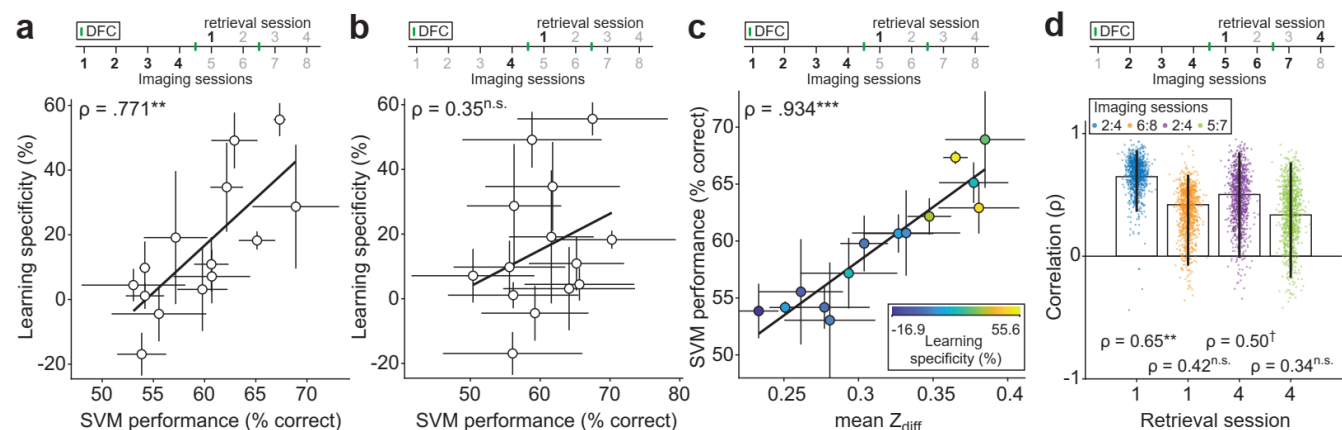 a
retrieval session
DFC
1 2 3 4
1 2 3 4 5 6 7 8
Imaging sessions
ρ = .771**
Learning specificity (%)
60
40
20
0
-20
50 55 60 65 70
SVM performance (% correct)
b
retrieval session
DFC
1 2 3 4
1 2 3 4 5 6 7 8
Imaging sessions
ρ = 0.35n.s.
Learning specificity (%)
60
40
20
0
-20
50 60 70 80
SVM performance (% correct)
c
retrieval session
DFC
1 2 3 4
1 2 3 4 5 6 7 8
Imaging sessions
ρ = .934***
SVM performance (% correct)
70
65
60
55
50
-16.9 55.6
Learning
specificity (%)
0.25 0.3 0.35 0.4
mean Zdiff
d
retrieval session
DFC
1 2 3 4
1 2 3 4 5 6 7 8
Imaging sessions
Imaging sessions
2:4 6:8 2:4 5:7
Correlation (ρ)
1
0
-1
ρ = 0.65** ρ = 0.50†
ρ = 0.42n.s. ρ = 0.34n.s.
1 1 4 4
Retrieval session